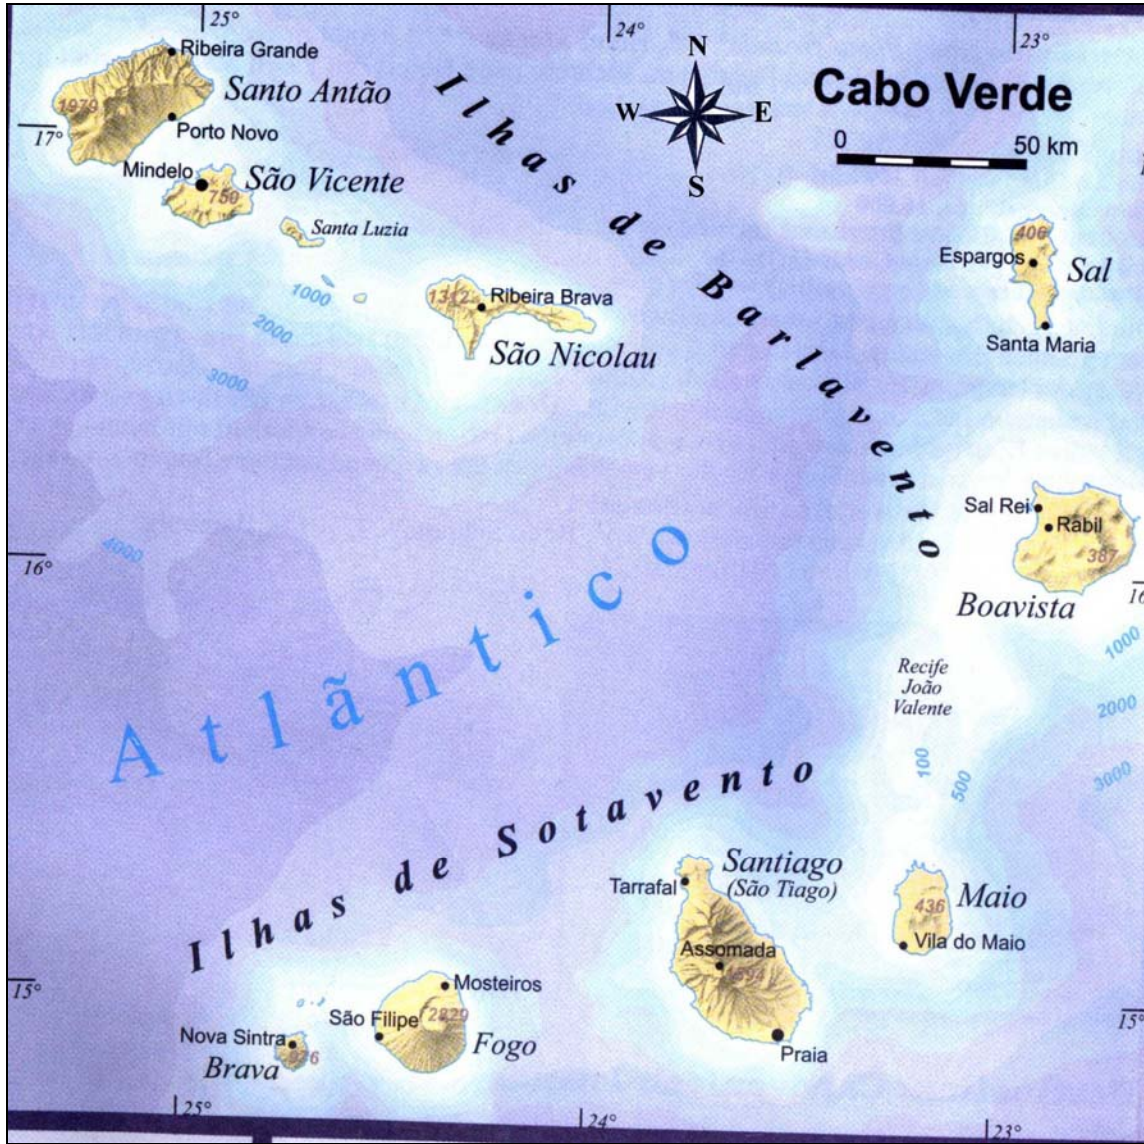 25°
24°
23°
N
W
E
S
Cabo Verde
0
50 km
Ribeira Grande
Santo Antão
1979
Porto Novo
17°
Mindelo
São Vicente
750
Santa Luzia
Ilhas de Barlavento
406
Espargos
Sal
Santa Maria
1000
2000
3000
4000
1312
Ribeira Brava
São Nicolau
Sal Rei
Rabil
387
Boavista
16°
16
Atlãntico
Recife
João
Valente
1000
2000
3000
100
500
Ilhas de Sotavento
Santiago
(São Tiago)
Tarrafal
Assomada
Praia
Maio
436
Vila do Maio
15°
15°
Mosteiros
São Filipe
2829
Fogo
Nova Sintra
Brava
25°
24°
23°